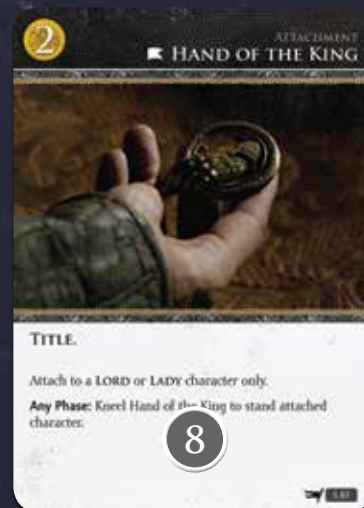 2
ATTACHMENT
HAND OF THE KING
TITLE.
Attach to a LORD or LADY character only.
Any Phase: Kneel Hand of the King to stand attached
character.
8